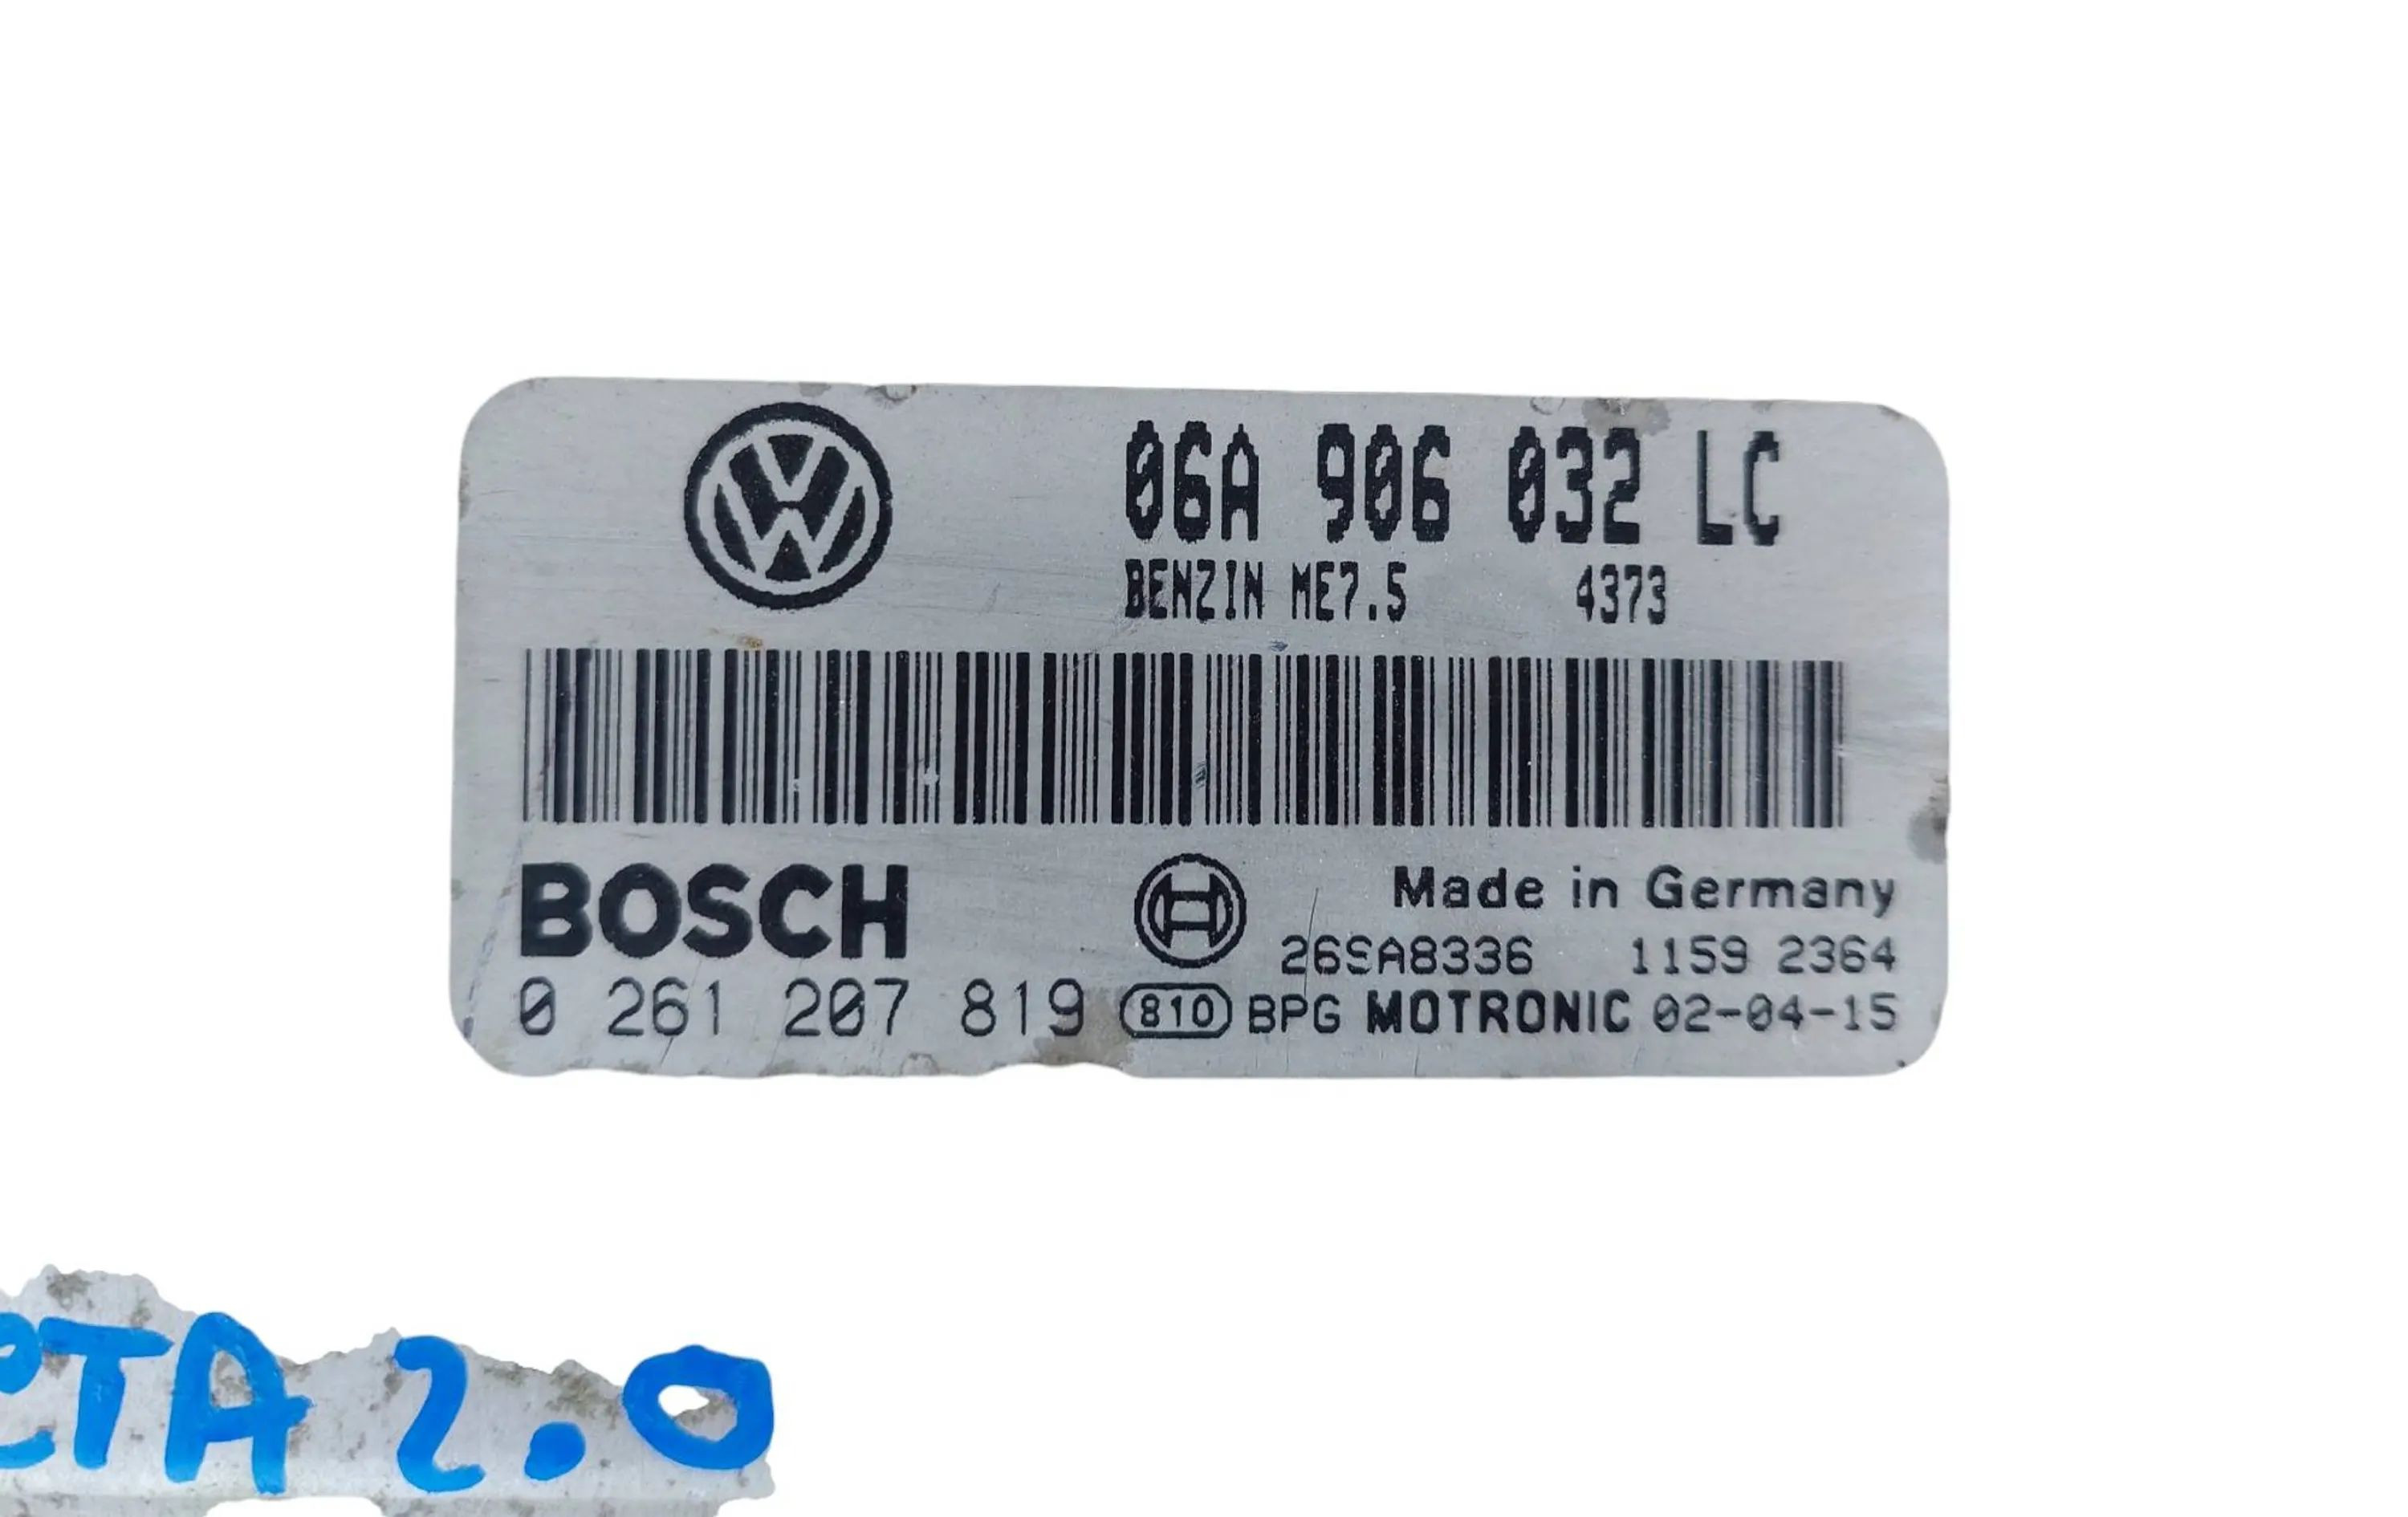 06A 906 032 LC
BENZIN ME7.5 4373
BOSCH
Made in Germany
26SA8336 1159 2364
0 261 207 819 810 BPG MOTRONIC 02-04-15
ETTA 2.0